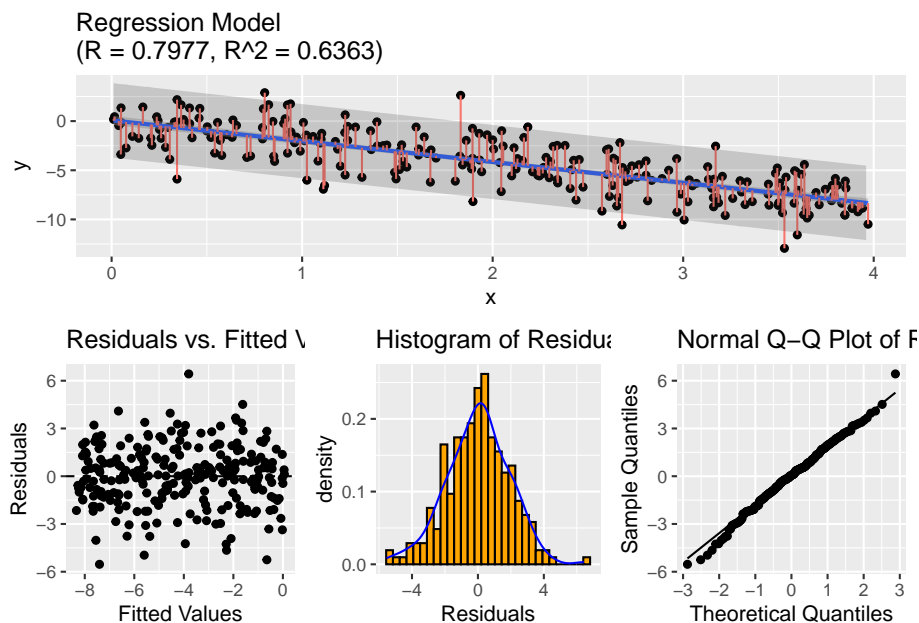 Regression Model
(R = 0.7977, R^2 = 0.6363)
0
−5
−10
y
0 1 2 3 4
x
Residuals vs. Fitted V
6
3
0
−3
−6
Residuals
−8 −6 −4 −2 0
Fitted Values
Histogram of Residua
0.2
0.1
0.0
density
−4 0 4
Residuals
Normal Q−Q Plot of R
6
3
0
−3
−6
Sample Quantiles
−3 −2 −1 0 1 2 3
Theoretical Quantiles